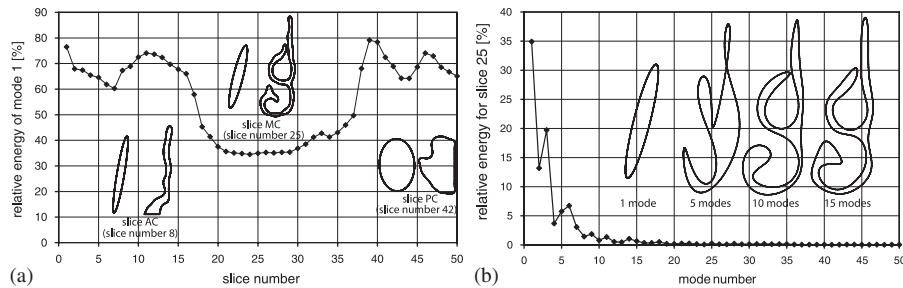 relative energy of mode 1 [%]
90
80
70
60
50
40
30
20
10
0
slice MC
(slice number 25)
slice AC
(slice number 8)
slice PC
(slice number 42)
0 5 10 15 20 25 30 35 40 45 50
(a) slice number
relative energy for slice 25 [%]
40
35
30
25
20
15
10
5
0
1 mode 5 modes 10 modes 15 modes
0 5 10 15 20 25 30 35 40 45 50
(b) mode number